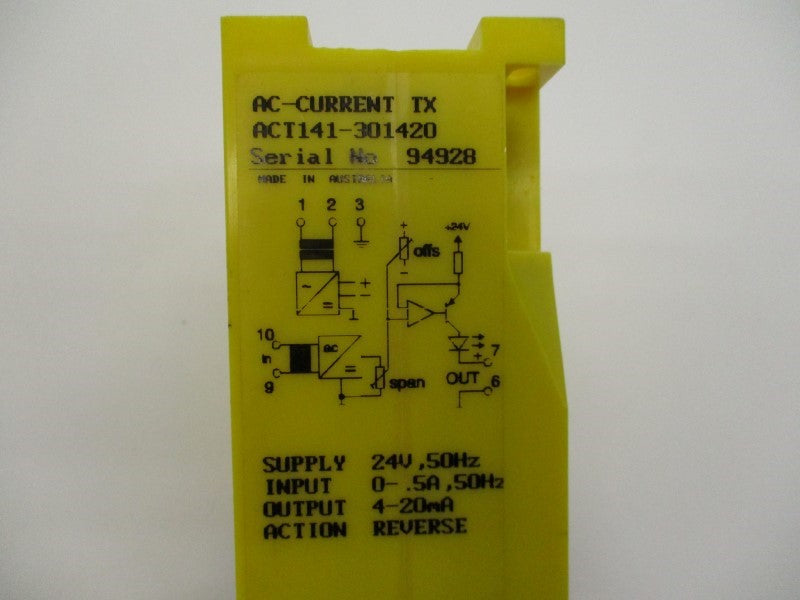 AC-CURRENT TX
ACT141-301420
Serial No 94928
MADE IN AUSTRALIA
1 2 3
+24V
+
offs
-
~ +
= -
10
in
9
ac
=
span
+ 7
OUT 6
SUPPLY 24V,50Hz
INPUT 0-.5A,50Hz
OUTPUT 4-20mA
ACTION REVERSE